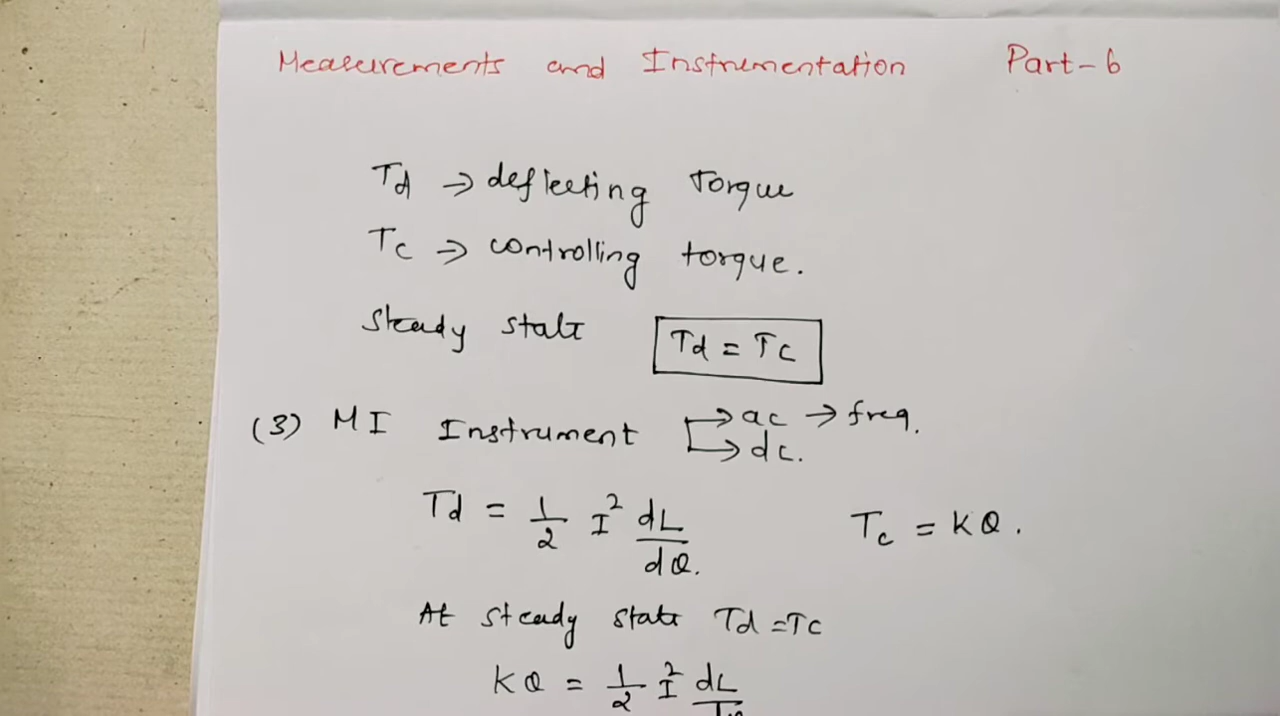 Measurements and Instrumentation Part-6
Td → deflecting Torque
Tc → controlling torque.
Steady state Td = Tc
(3) MI Instrument → ac → freq.
→ dc.
Td = 1/2 I² dL/dθ. Tc = Kθ.
At steady state Td = Tc
Kθ = 1/2 I² dL/dθ